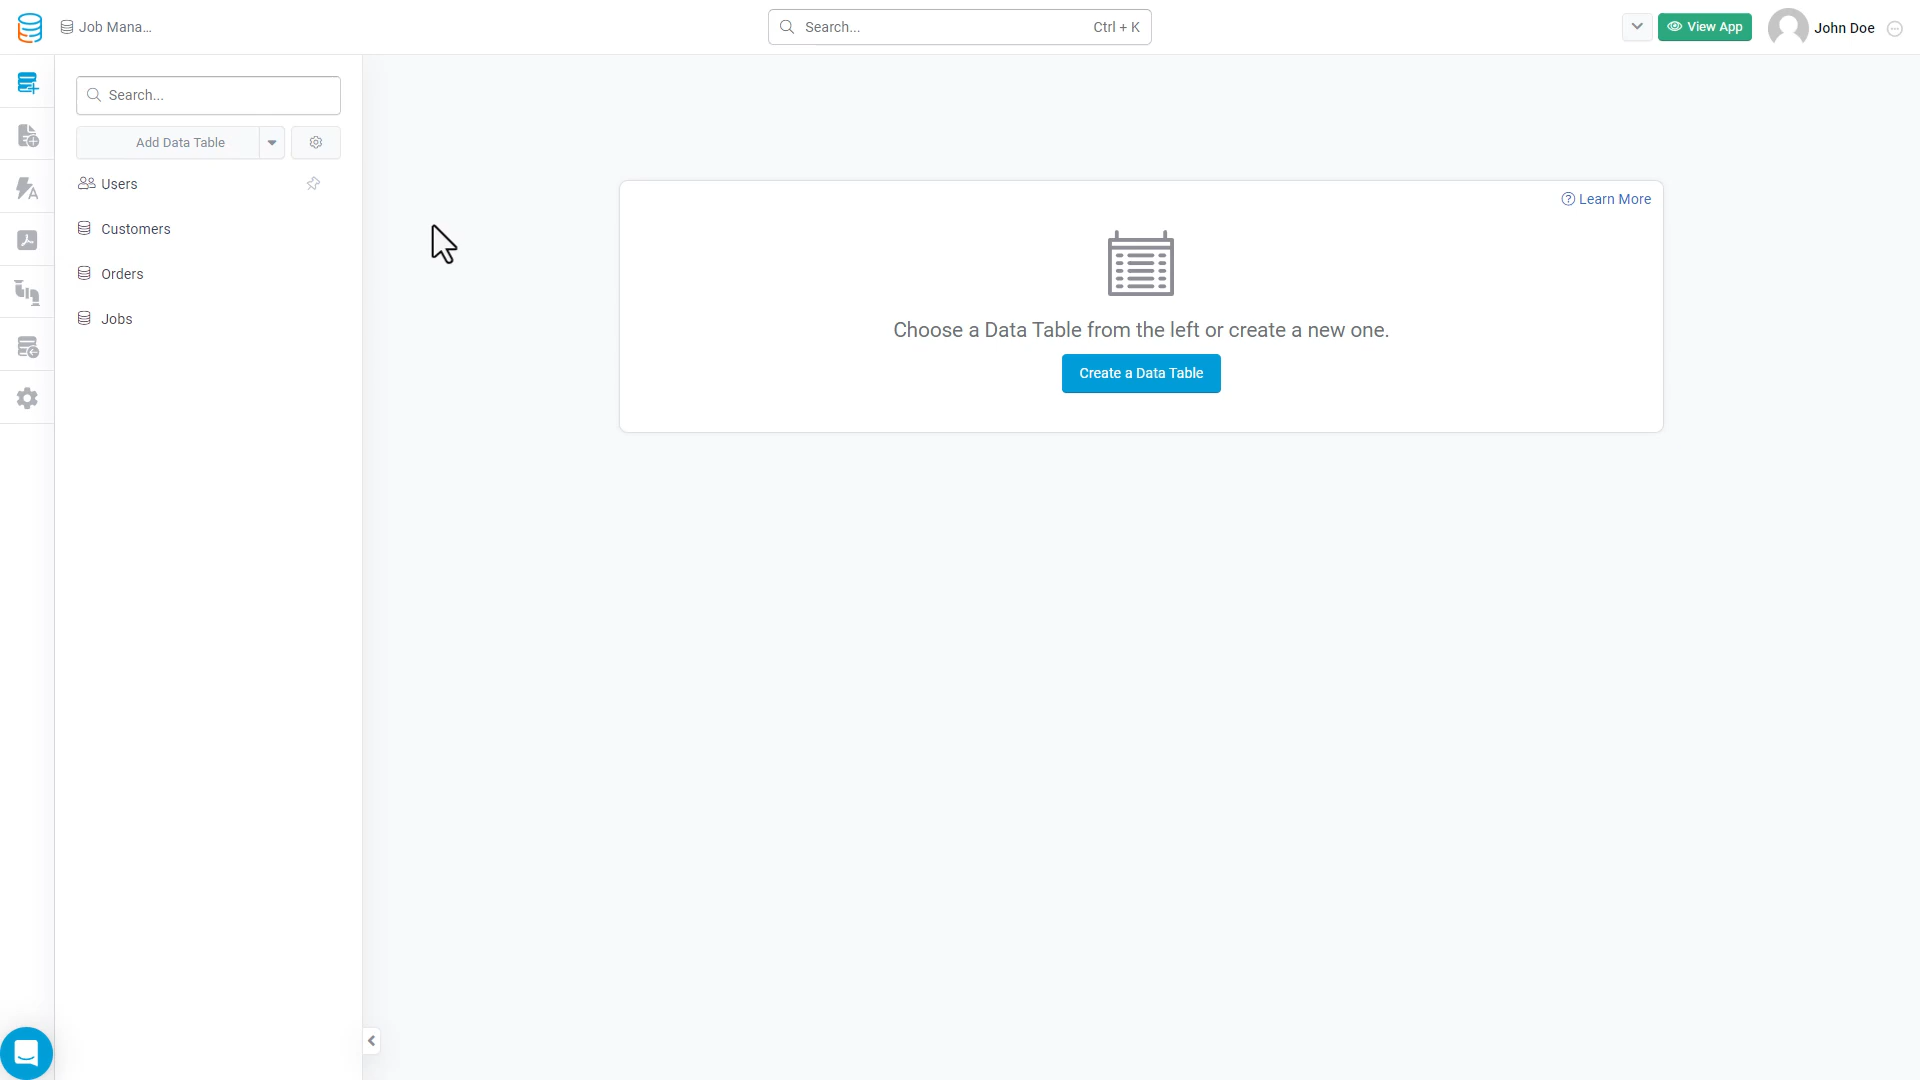 Job Mana...
Search...
Ctrl + K
View App
John Doe
Search...
Add Data Table
Users
Customers
Orders
Jobs
Learn More
Choose a Data Table from the left or create a new one.
Create a Data Table